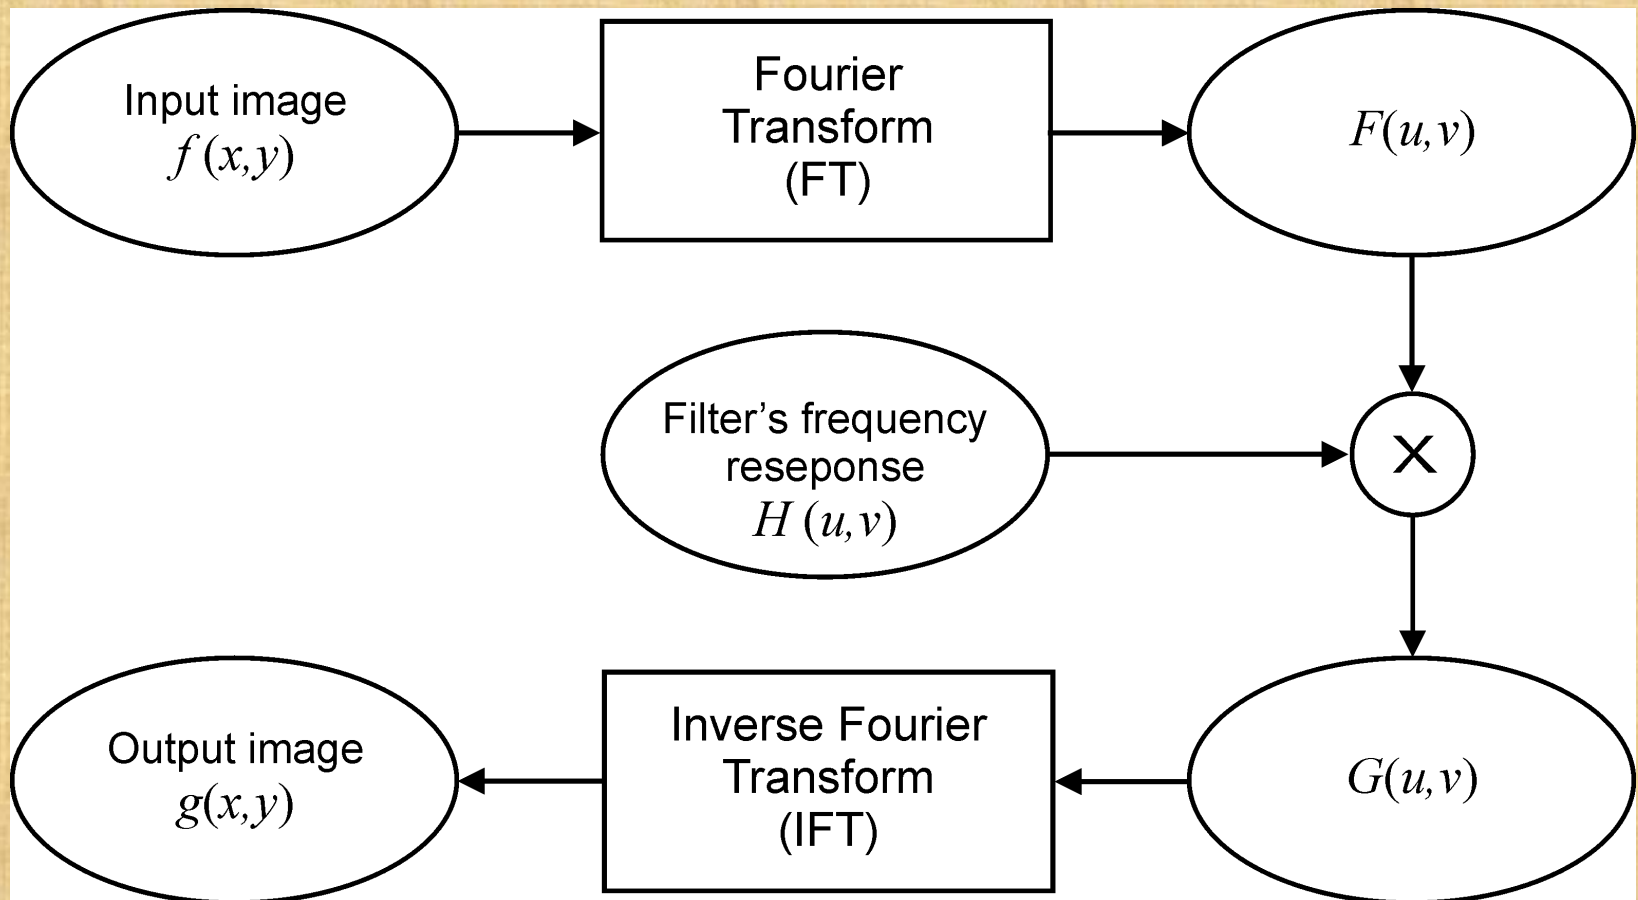 Input image
f (x,y)
Fourier
Transform
(FT)
F(u,v)
Filter’s frequency
reseponse
H (u,v)
X
Output image
g(x,y)
Inverse Fourier
Transform
(IFT)
G(u,v)